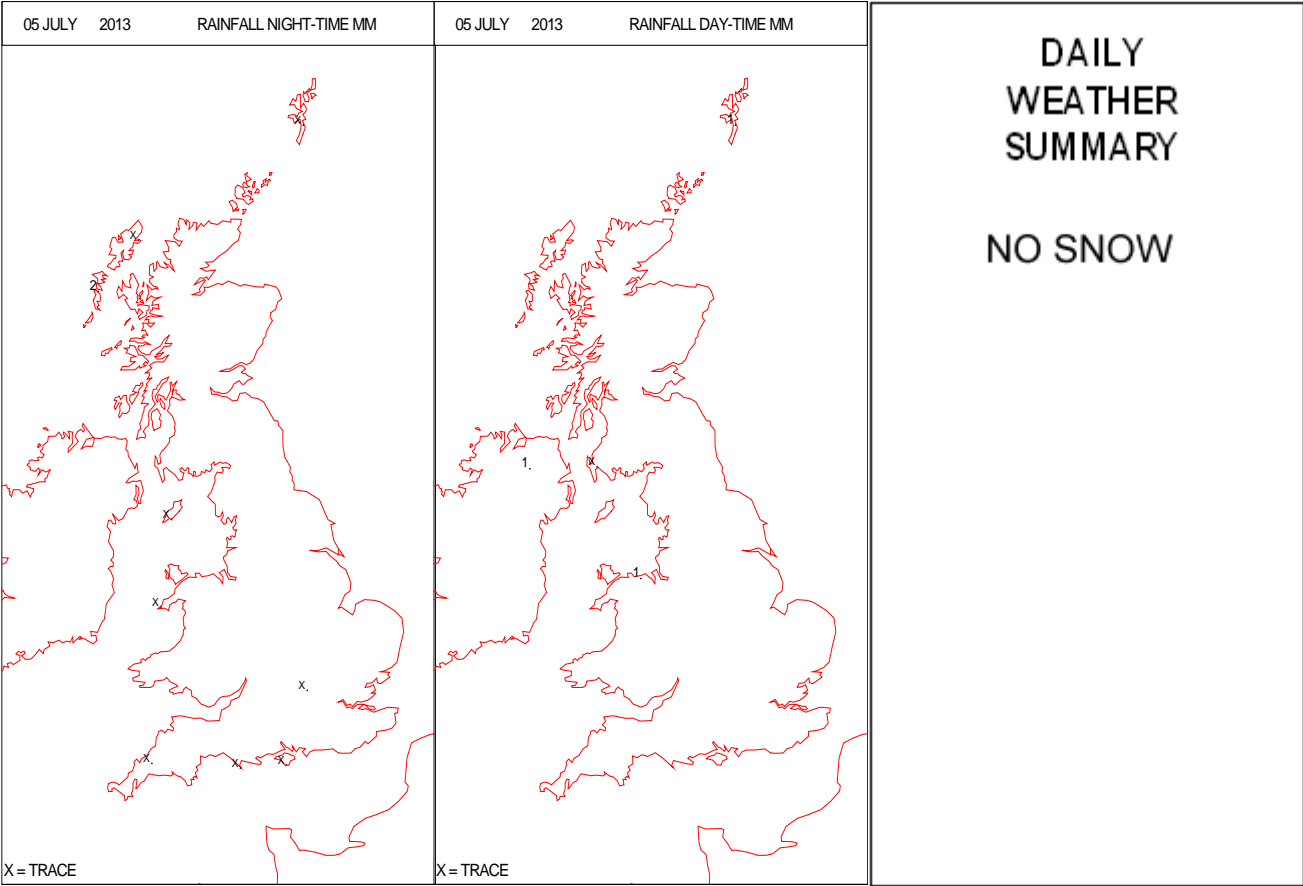 05 JULY 2013 RAINFALL NIGHT-TIME MM
X
X
2
X
X
X.
X.
X.
X.
X = TRACE
05 JULY 2013 RAINFALL DAY-TIME MM
1.
1.
X.
1.
X = TRACE
DAILY
WEATHER
SUMMARY
NO SNOW